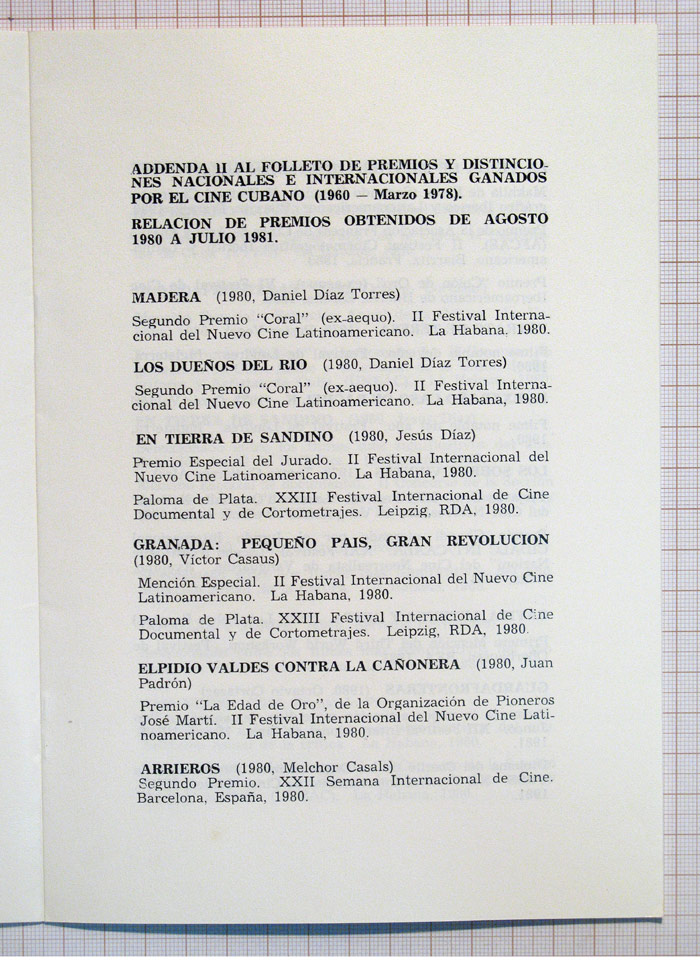 ADDENDA II AL FOLLETO DE PREMIOS Y DISTINCIO-
NES NACIONALES E INTERNACIONALES GANADOS
POR EL CINE CUBANO (1960 — Marzo 1978).
RELACION DE PREMIOS OBTENIDOS DE AGOSTO
1980 A JULIO 1981.
MADERA (1980, Daniel Díaz Torres)
Segundo Premio “Coral” (ex-aequo). II Festival Interna-
cional del Nuevo Cine Latinoamericano. La Habana, 1980.
LOS DUEÑOS DEL RIO (1980, Daniel Díaz Torres)
Segundo Premio “Coral” (ex-aequo). II Festival Interna-
cional del Nuevo Cine Latinoamericano. La Habana, 1980.
EN TIERRA DE SANDINO (1980, Jesús Díaz)
Premio Especial del Jurado. II Festival Internacional del
Nuevo Cine Latinoamericano. La Habana, 1980.
Paloma de Plata. XXIII Festival Internacional de Cine
Documental y de Cortometrajes. Leipzig, RDA, 1980.
GRANADA: PEQUEÑO PAIS, GRAN REVOLUCION
(1980, Víctor Casaus)
Mención Especial. II Festival Internacional del Nuevo Cine
Latinoamericano. La Habana, 1980.
Paloma de Plata. XXIII Festival Internacional de Cine
Documental y de Cortometrajes. Leipzig, RDA, 1980.
ELPIDIO VALDES CONTRA LA CAÑONERA (1980, Juan
Padrón)
Premio “La Edad de Oro”, de la Organización de Pioneros
José Martí. II Festival Internacional del Nuevo Cine Lati-
noamericano. La Habana, 1980.
ARRIEROS (1980, Melchor Casals)
Segundo Premio. XXII Semana Internacional de Cine.
Barcelona, España, 1980.